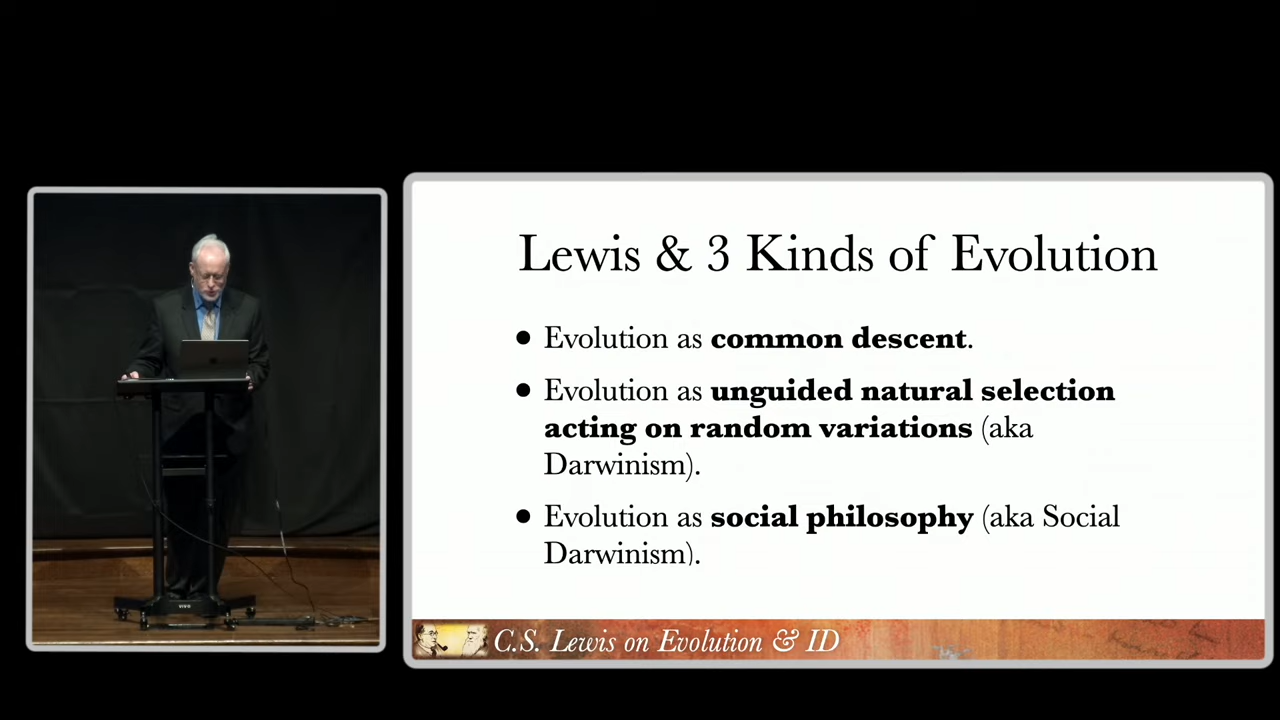 Lewis & 3 Kinds of Evolution
● Evolution as common descent.
● Evolution as unguided natural selection
acting on random variations (aka
Darwinism).
● Evolution as social philosophy (aka Social
Darwinism).
C.S. Lewis on Evolution & ID
VIVO